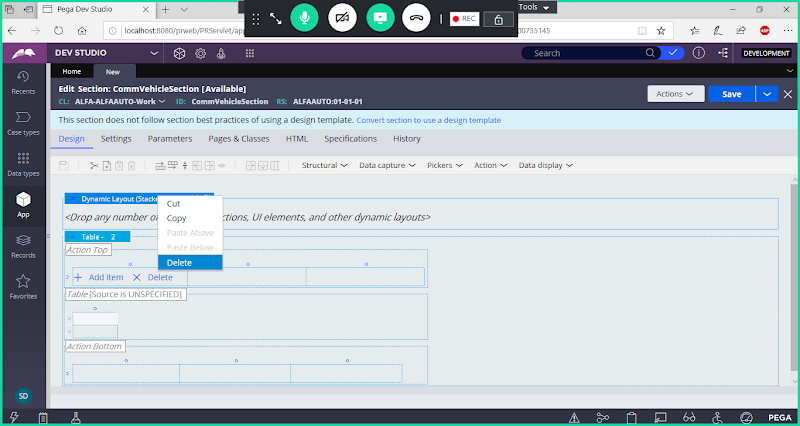 Pega Dev Studio
localhost:8080/prweb/PRServlet/app
00755145
Tools
REC
ABP
DEV STUDIO
Search
DEVELOPMENT
Home
New
Edit Section: CommVehicleSection [Available]
CL: ALFA-ALFAAUTO-Work ID: CommVehicleSection RS: ALFAAUTO:01-01-01
Actions
Save
This section does not follow section best practices of using a design template. Convert section to use a design template
Design Settings Parameters Pages & Classes HTML Specifications History
Structural Data capture Pickers Action Data display
Recents
Case types
Data types
App
Records
Favorites
SD
Dynamic Layout (Stacke
<Drop any number of
ctions, UI elements, and other dynamic layouts>
Cut
Copy
Paste Above
Paste Below
Delete
Table - 2
Action Top
Add item Delete
Table [Source is UNSPECIFIED]
Action Bottom
PEGA